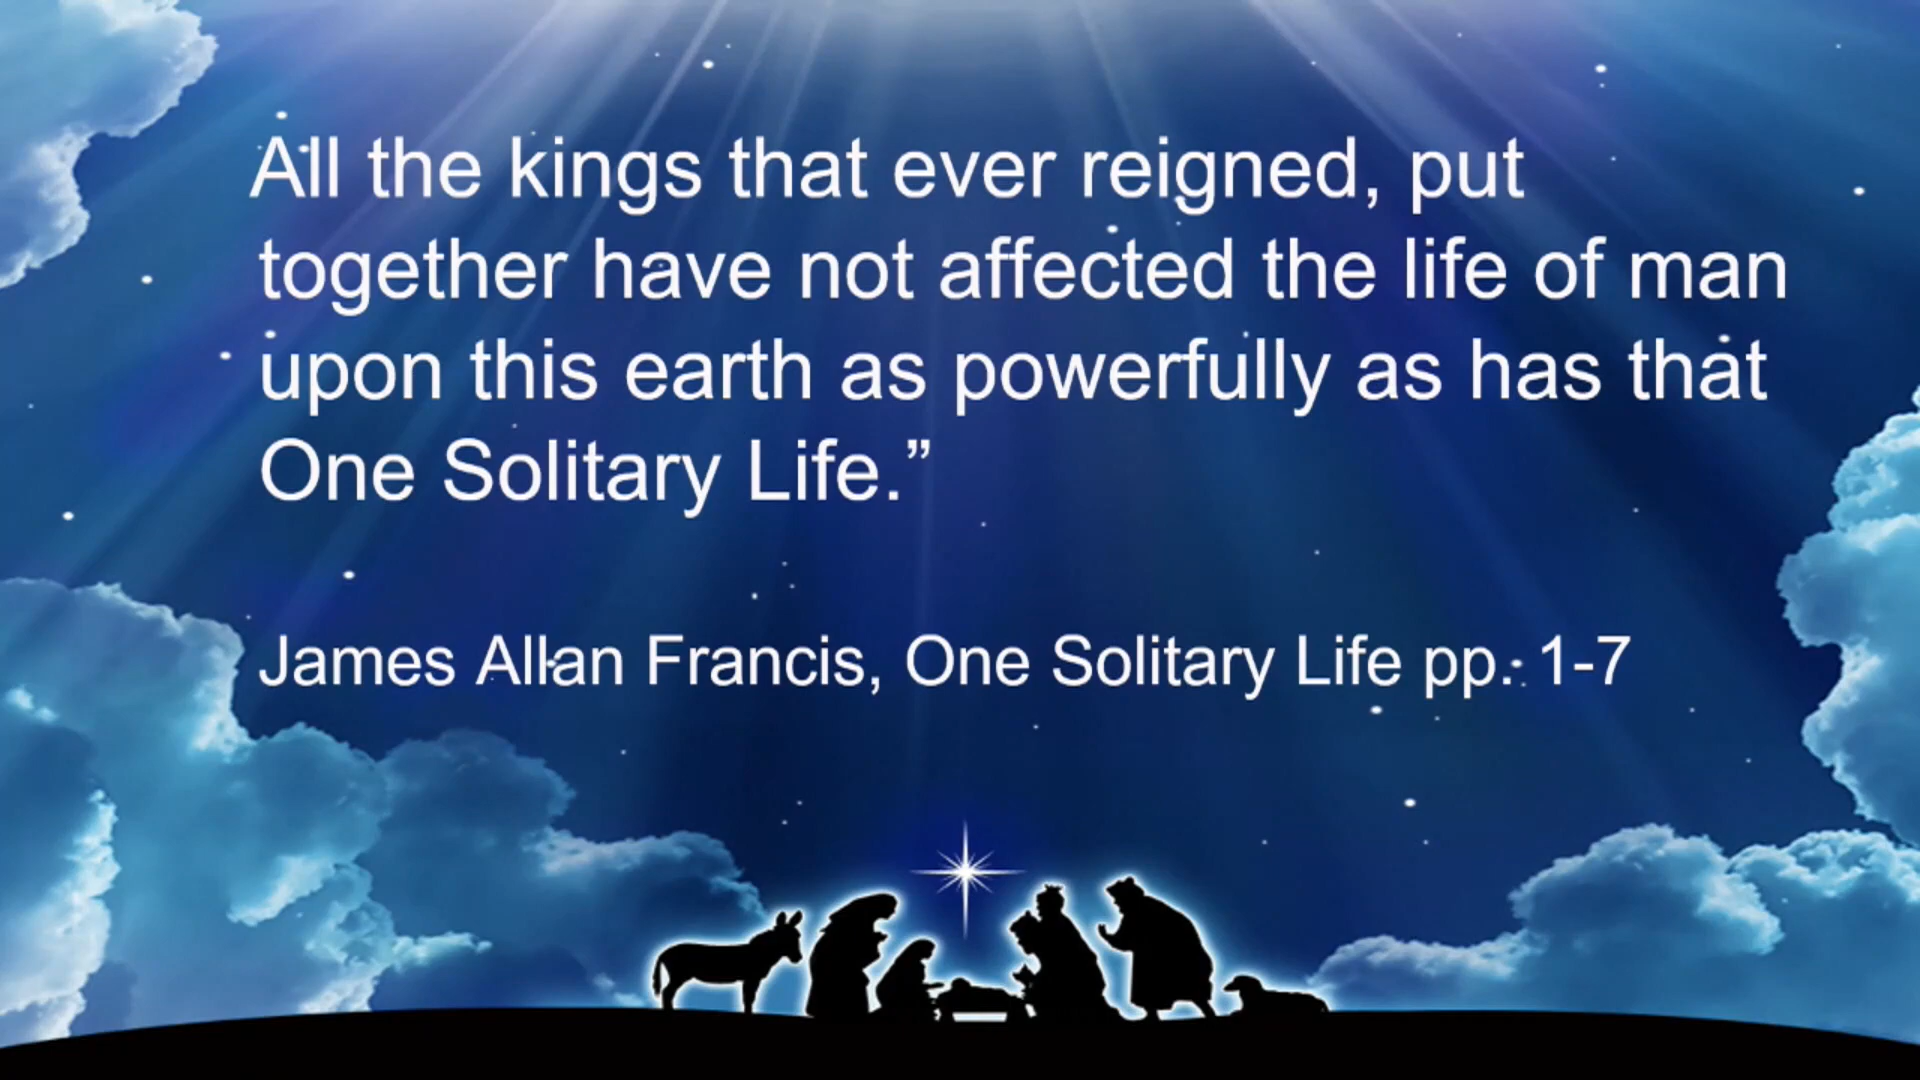 All the kings that ever reigned, put
together have not affected the life of man
upon this earth as powerfully as has that
One Solitary Life.”
James Allan Francis, One Solitary Life pp. 1-7